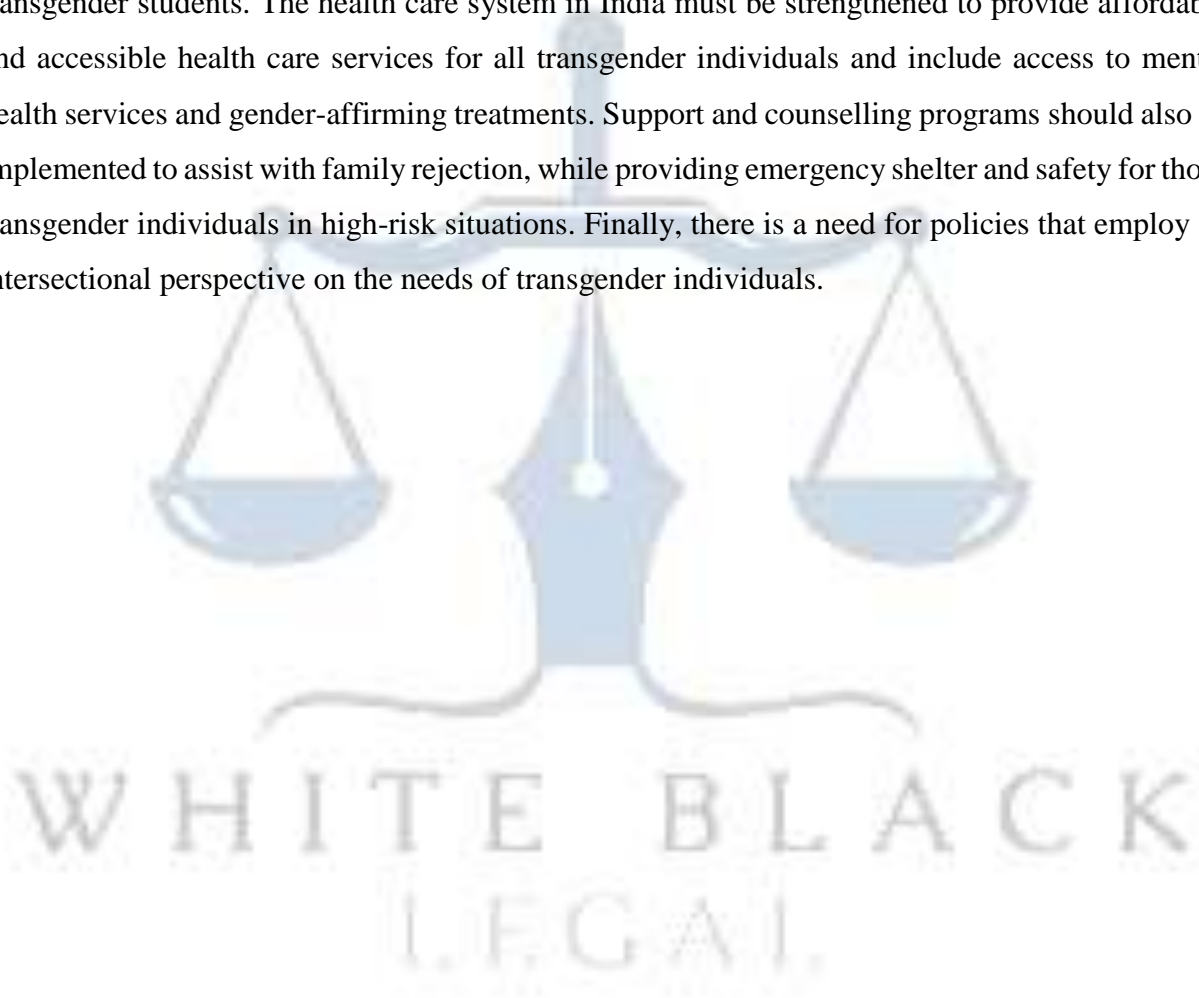 ansgender students. The health care system in India must be strengthened to provide affordab
nd accessible health care services for all transgender individuals and include access to ment
ealth services and gender-affirming treatments. Support and counselling programs should also
mplemented to assist with family rejection, while providing emergency shelter and safety for tho
ansgender individuals in high-risk situations. Finally, there is a need for policies that employ
ntersectional perspective on the needs of transgender individuals.
WHITE BLACK
LEGAL